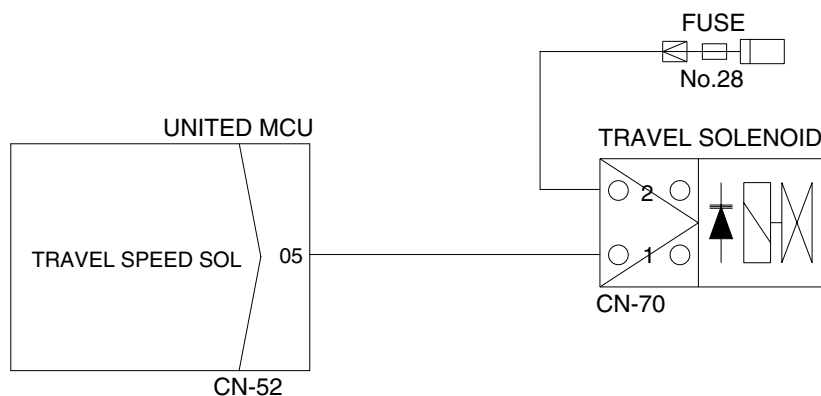 FUSE
No.28
UNITED MCU
TRAVEL SOLENOID
2
TRAVEL SPEED SOL
05
1
CN-70
CN-52